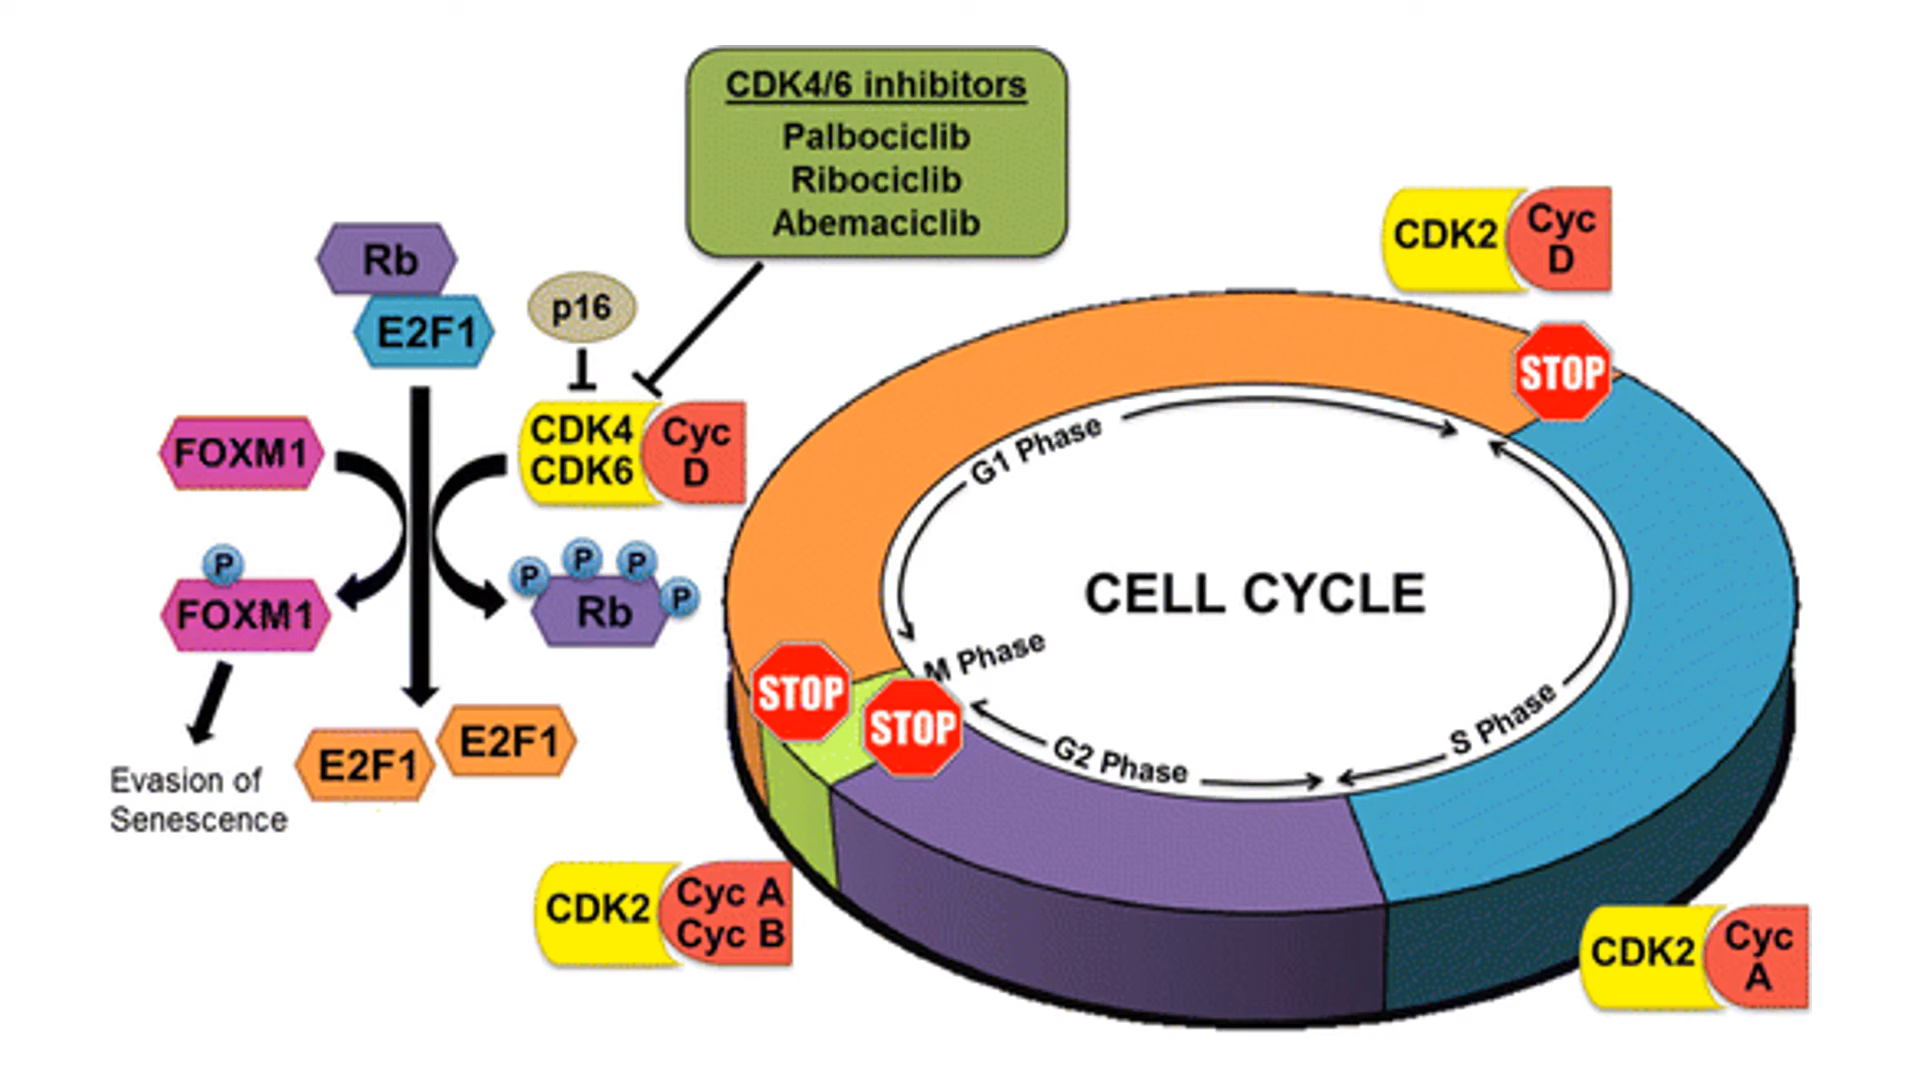 CDK4/6 inhibitors
Palbociclib
Ribociclib
Abemaciclib
CDK2
Cyc
D
Rb
E2F1
p16
STOP
FOXM1
CDK4
CDK6
Cyc
D
G1 Phase
P
FOXM1
P
P
P
P
Rb
CELL CYCLE
M Phase
STOP
STOP
G2 Phase
S Phase
E2F1
E2F1
Evasion of
Senescence
CDK2
Cyc A
Cyc B
CDK2
Cyc
A